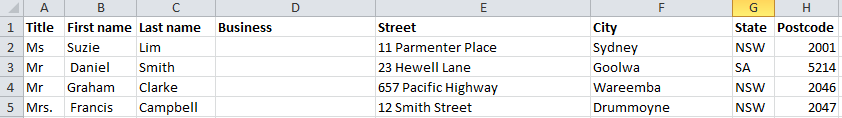 A B C D E F G H
1 Title First name Last name Business Street City State Postcode
2 Ms Suzie Lim 11 Parmenter Place Sydney NSW 2001
3 Mr Daniel Smith 23 Hewell Lane Goolwa SA 5214
4 Mr Graham Clarke 657 Pacific Highway Wareemba NSW 2046
5 Mrs. Francis Campbell 12 Smith Street Drummoyne NSW 2047